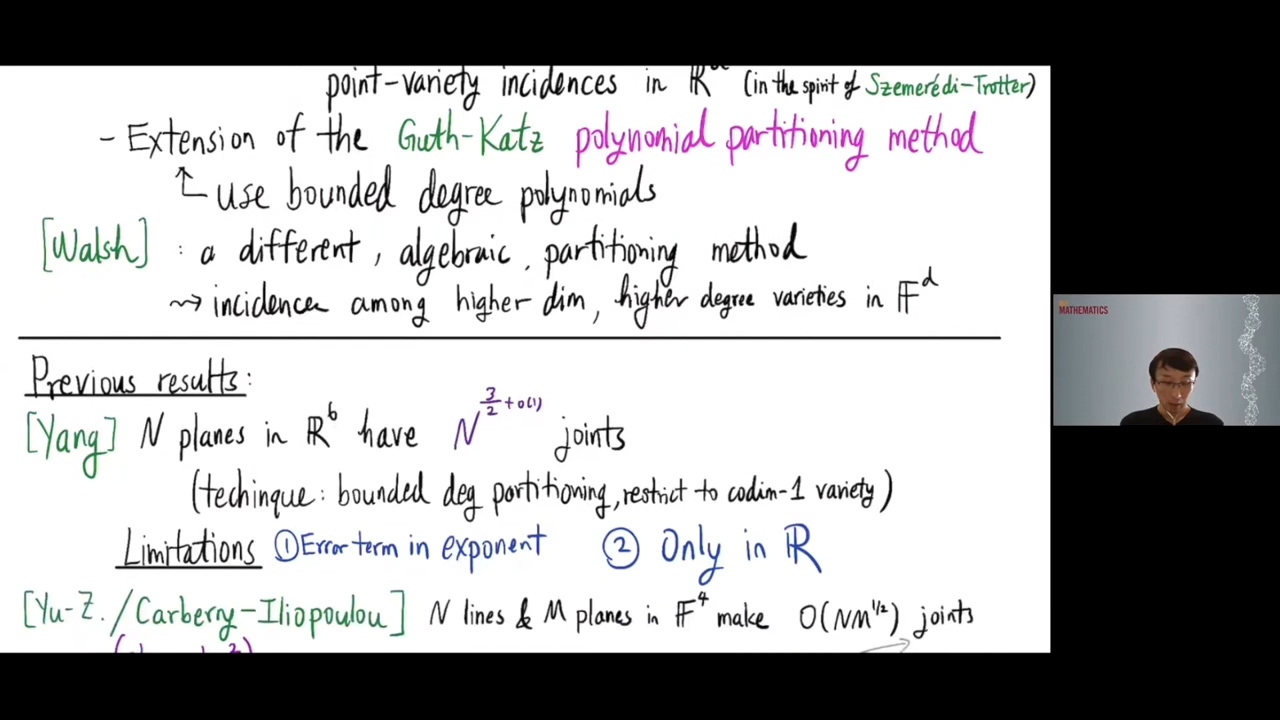 point-variety incidences in ℝ (in the spirit of Szemerédi-Trotter)
- Extension of the Guth-Katz polynomial partitioning method
use bounded degree polynomials
[Walsh] : a different, algebraic, partitioning method
⇝ incidence among higher dim, higher degree varieties in 𝔽^d
Previous results:
[Yang] N planes in ℝ^6 have N^{3/2 + o(1)} joints
(techinque: bounded deg partitioning, restrict to codim-1 variety)
Limitations ① Error term in exponent ② Only in ℝ
[Yu-Z./Carberry-Iliopoulou] N lines & M planes in 𝔽^4 make O(NM^{1/2}) joints
MATHEMATICS